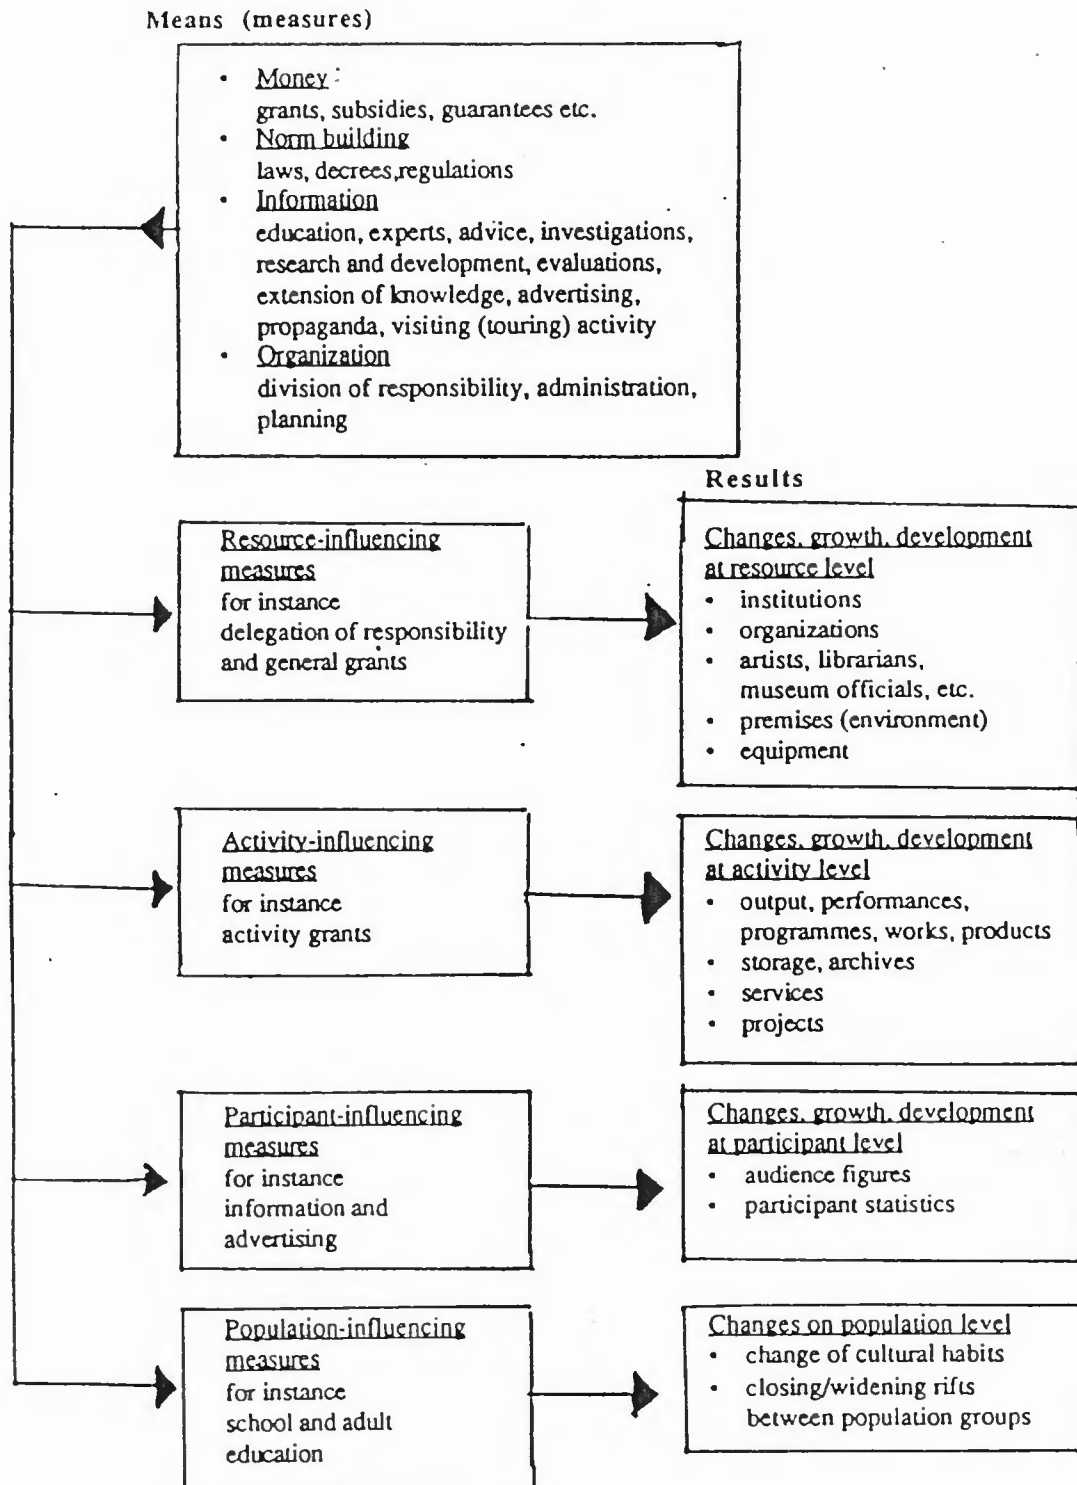 Means (measures)
• Money :
grants, subsidies, guarantees etc.
• Norm building
laws, decrees,regulations
• Information
education, experts, advice, investigations,
research and development, evaluations,
extension of knowledge, advertising,
propaganda, visiting (touring) activity
• Organization
division of responsibility, administration,
planning
Results
Resource-influencing
measures
for instance
delegation of responsibility
and general grants
Changes, growth, development
at resource level
• institutions
• organizations
• artists, librarians,
museum officials, etc.
• premises (environment)
• equipment
Activity-influencing
measures
for instance
activity grants
Changes, growth, development
at activity level
• output, performances,
programmes, works, products
• storage, archives
• services
• projects
Participant-influencing
measures
for instance
information and
advertising
Changes, growth, development
at participant level
• audience figures
• participant statistics
Population-influencing
measures
for instance
school and adult
education
Changes on population level
• change of cultural habits
• closing/widening rifts
between population groups